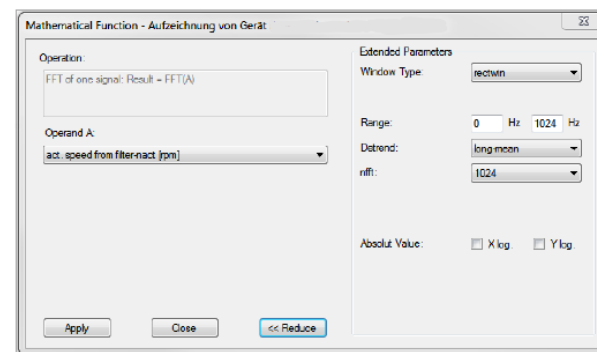 Mathematical Function - Aufzeichnung von Gerät
Operation:
FFT of one signal: Result = FFT(A)
Operand A:
act. speed from filter-nact [rpm]
Apply
Close
<< Reduce
Extended Parameters
Window Type:
rectwin
Range:
0 Hz 1024 Hz
Detrend:
long-mean
nfft:
1024
Absolut Value:
X log.
Y log.